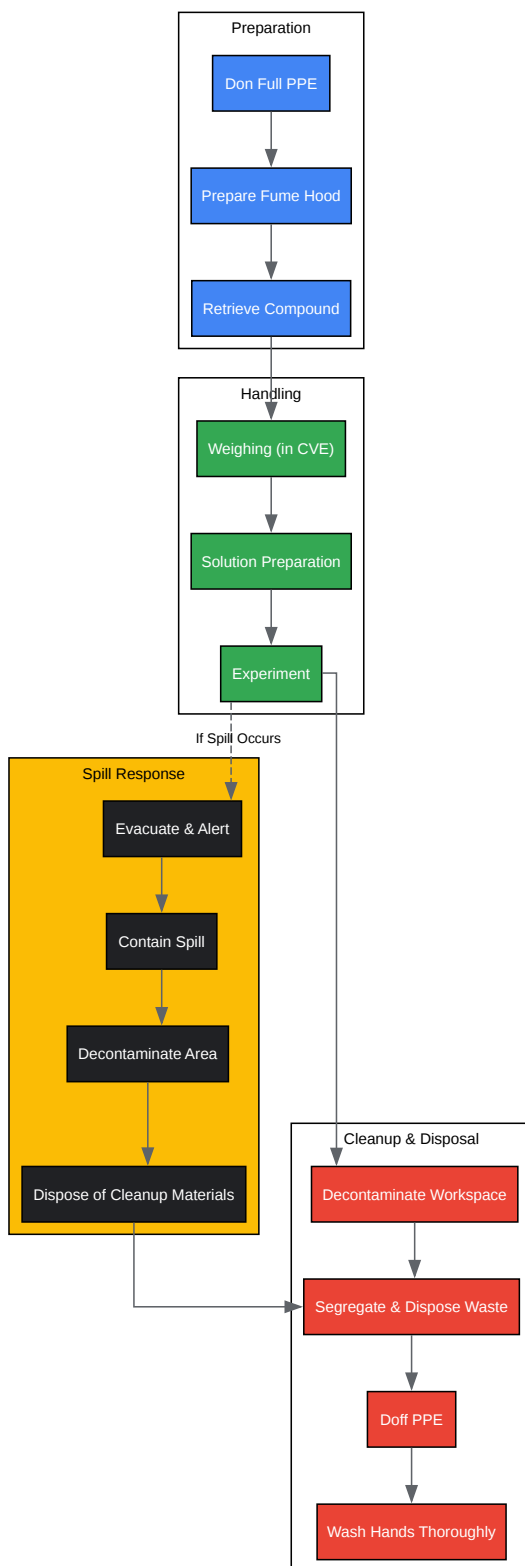 Preparation
Don Full PPE
Prepare Fume Hood
Retrieve Compound
Handling
Weighing (in CVE)
Solution Preparation
Experiment
If Spill Occurs
Spill Response
Evacuate & Alert
Contain Spill
Decontaminate Area
Dispose of Cleanup Materials
Cleanup & Disposal
Decontaminate Workspace
Segregate & Dispose Waste
Doff PPE
Wash Hands Thoroughly